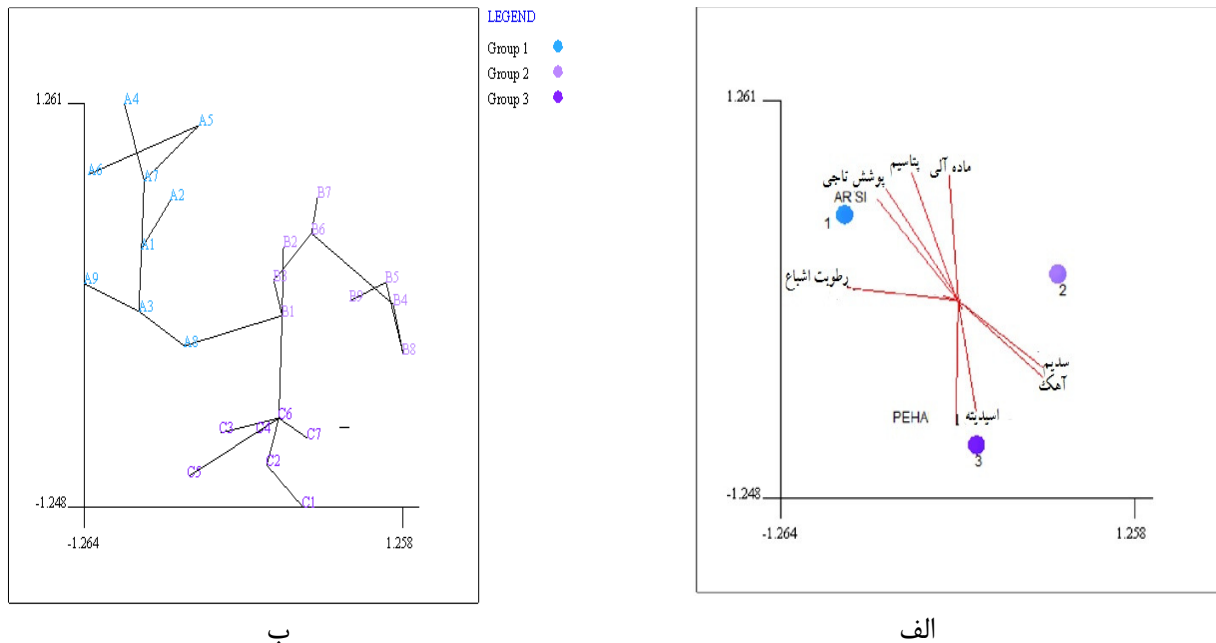 LEGEND
Group 1
Group 2
Group 3
1.261
A4
A5
A6
A7
A2
A1
A9
A3
A8
B7
B2
B6
B3
B5
B9
B4
B1
B8
C6
C3
C4
C7
C2
C5
C1
-1.248
-1.264
1.258
ب
1.261
ماده آلی
پتاسیم
پوشش تاجی
AR SI
1
2
رطوبت اشباع
سدیم
آهک
PEHA
اسیدیته
3
-1.248
-1.264
1.258
الف